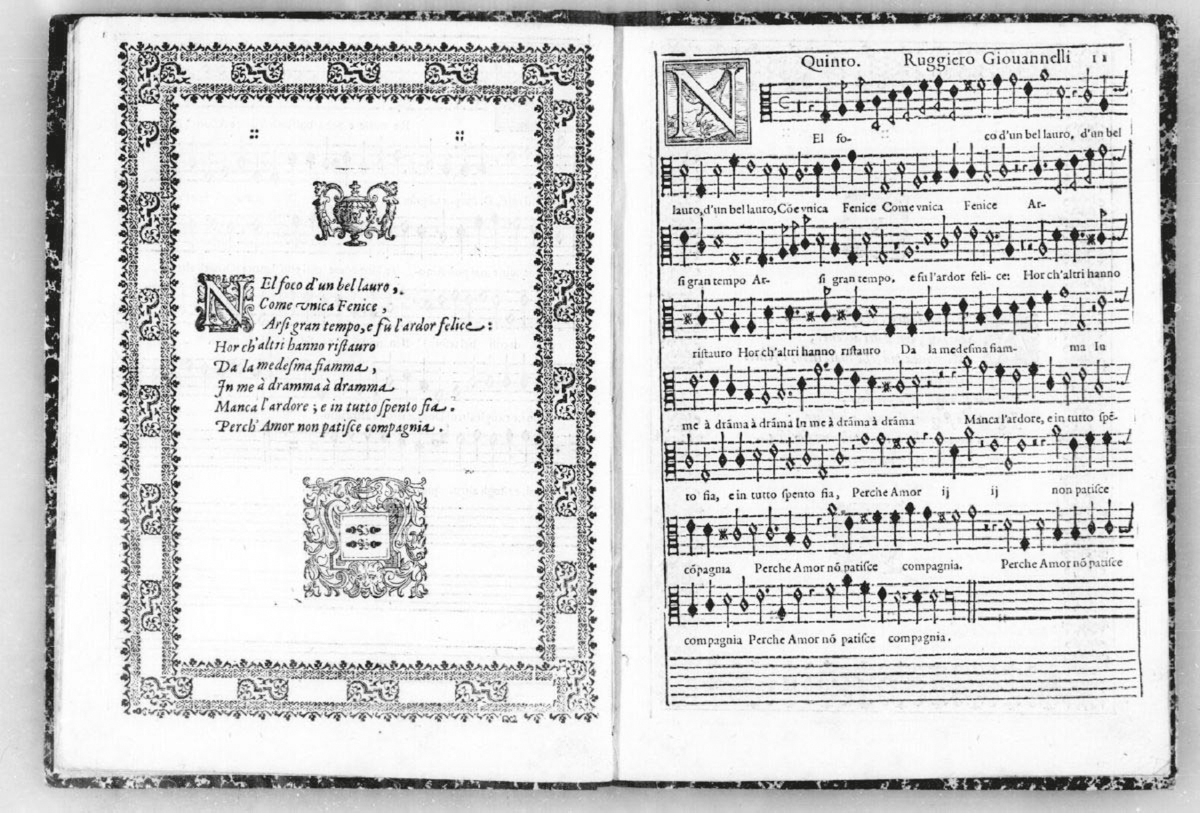 NEl foco d'un bel lauro,
Come vnica Fenice,
Arsi gran tempo, e fù l'ardor felice:
Hor ch'altri hanno ristauro
Da la medesma fiamma,
In me à dramma à dramma
Manca l'ardore; e in tutto spento fia.
Perch' Amor non patisce compagnia.
Quinto. Ruggiero Giouannelli 11
NEl fo- co d'un bel lauro, d'un bel
lauro, d'un bel lauro, Cõe vnica Fenice Come vnica Fenice Ar-
si gran tempo Ar- si gran tempo, e fù l'ardor feli- ce: Hor ch'altri hanno
ristauro Hor ch'altri hanno ristauro Da la medesma fiam- ma In
me à drãma à drãma In me à drãma à drãma Manca l'ardore, e in tutto spẽ-
to fia, e in tutto spento fia, Perche Amor ij ij non patisce
cõpagnia Perche Amor nõ patisce compagnia. Perche Amor nõ patisce
compagnia Perche Amor nõ patisce compagnia.